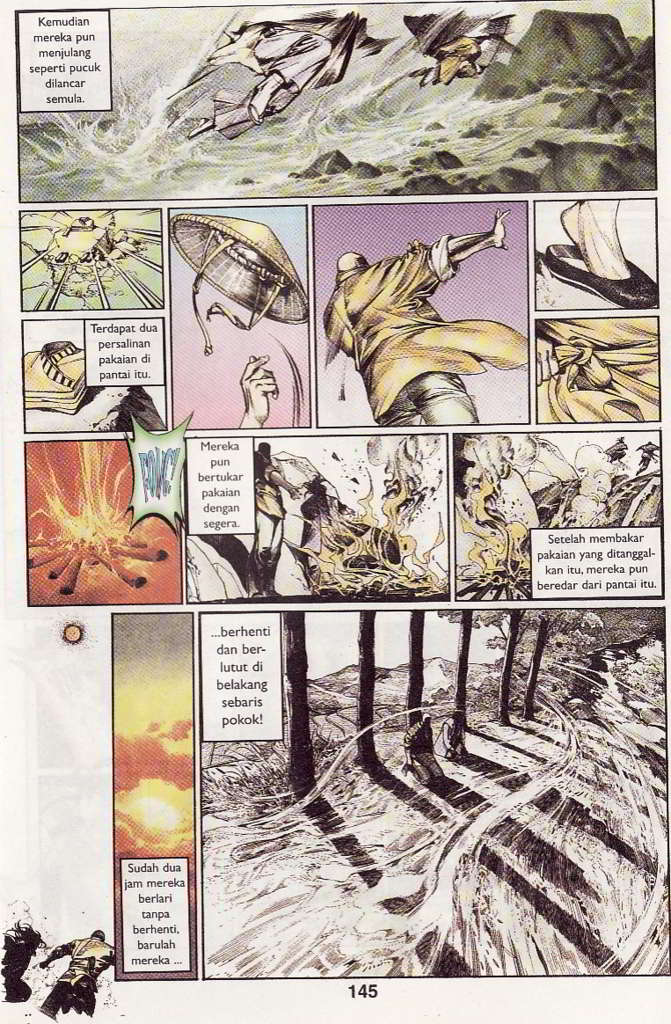 Kemudian
mereka pun
menjulang
seperti pucuk
dilancar
semula.
Terdapat dua
persalinan
pakaian di
pantai itu.
Mereka
pun
bertukar
pakaian
dengan
segera.
Setelah membakar
pakaian yang ditanggal-
kan itu, mereka pun
beredar dari pantai itu.
Sudah dua
jam mereka
berlari
tanpa
berhenti,
barulah
mereka ...
...berhenti
dan ber-
lutut di
belakang
sebaris
pokok!
145